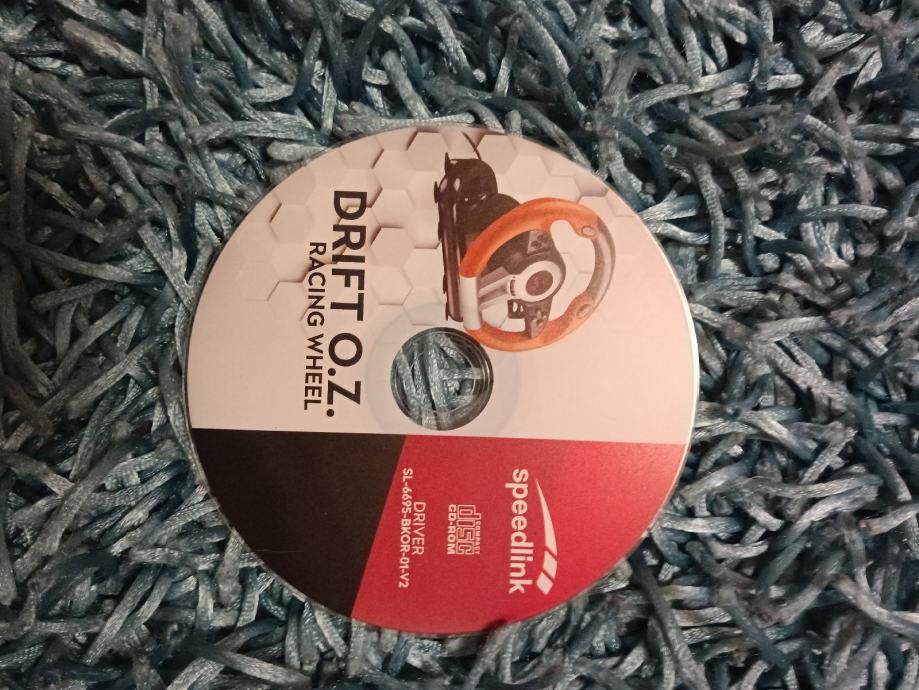 DRIFT O.Z.
RACING WHEEL
speedlink
COMPACT
disc
CD-ROM
DRIVER
SL-6695-BKOR-01-V2